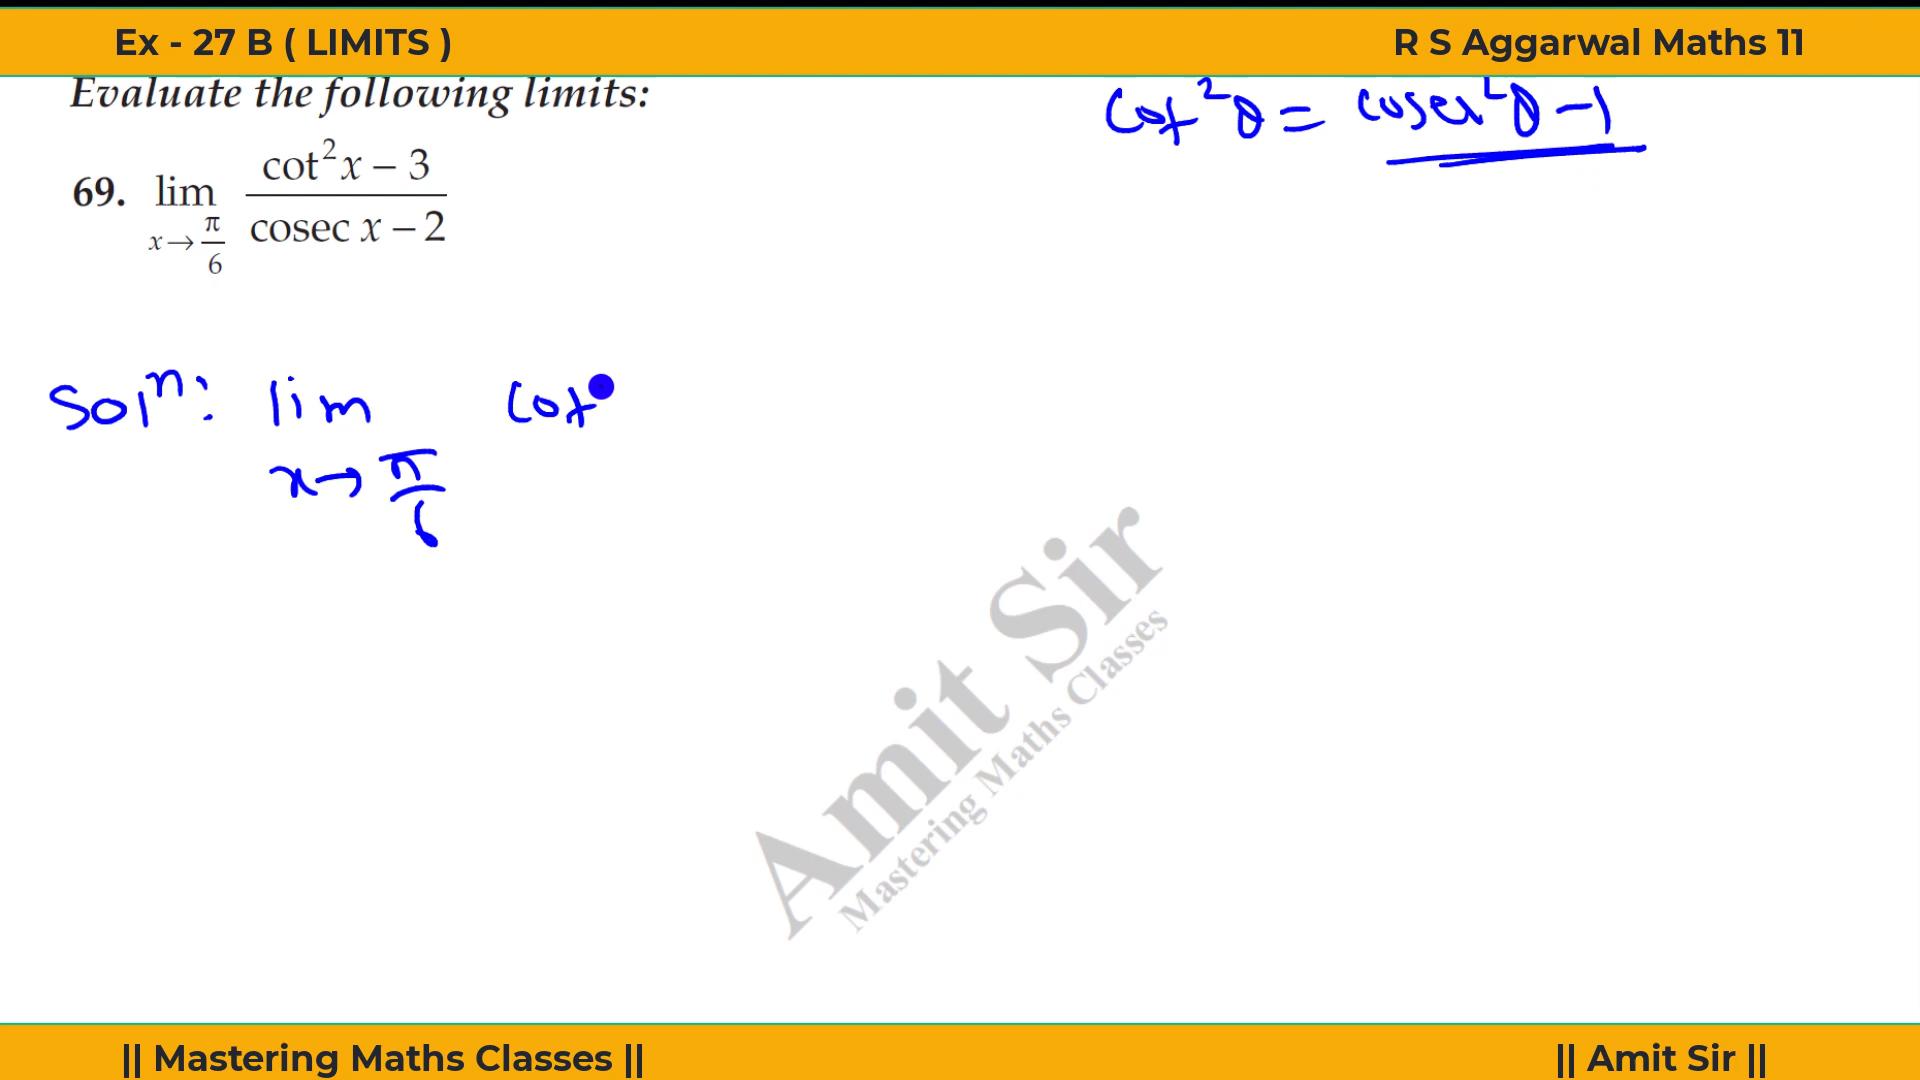 Ex - 27 B ( LIMITS )
R S Aggarwal Maths 11
Evaluate the following limits:
cot²θ = cosec²θ - 1
69. lim x→π/6 (cot²x − 3)/(cosec x − 2)
Solⁿ: lim x→π/6 cot
Amit Sir
Mastering Maths Classes
|| Mastering Maths Classes ||
|| Amit Sir ||